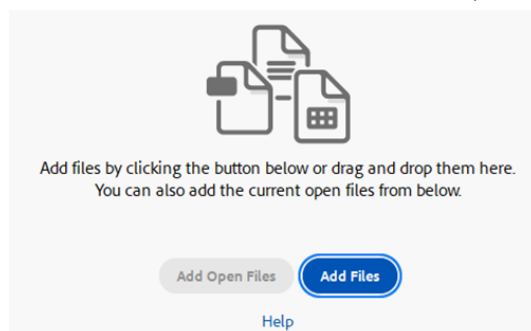 Add files by clicking the button below or drag and drop them here.
You can also add the current open files from below.
Add Open Files
Add Files
Help